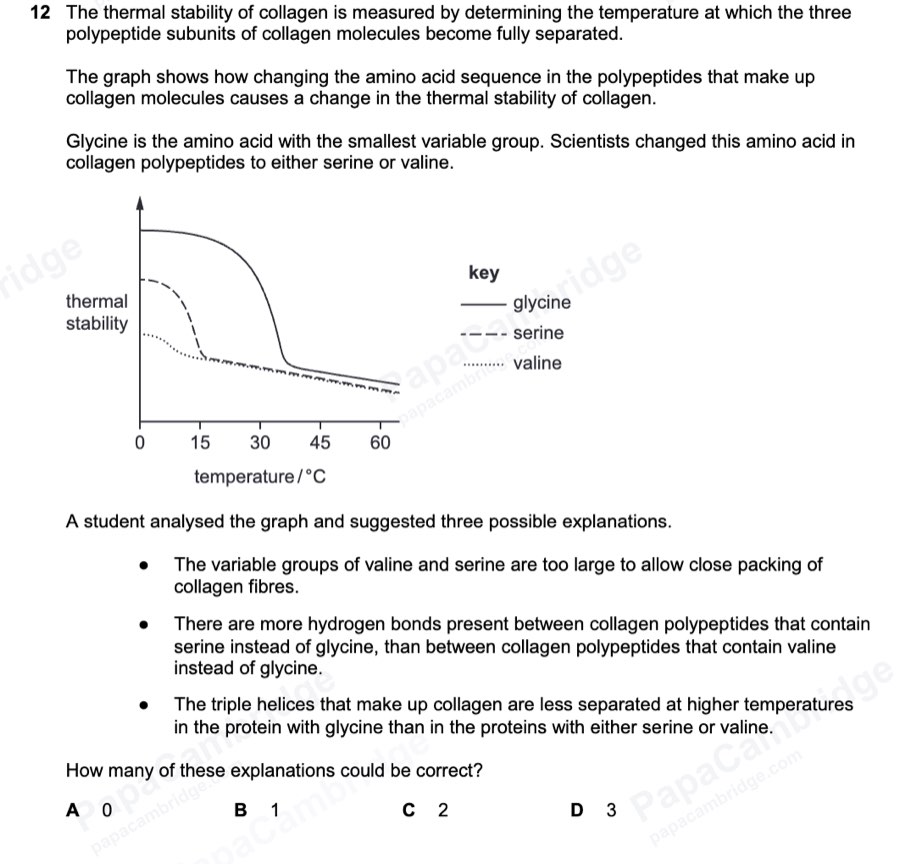 12 The thermal stability of collagen is measured by determining the temperature at which the three
polypeptide subunits of collagen molecules become fully separated.
The graph shows how changing the amino acid sequence in the polypeptides that make up
collagen molecules causes a change in the thermal stability of collagen.
Glycine is the amino acid with the smallest variable group. Scientists changed this amino acid in
collagen polypeptides to either serine or valine.
thermal
stability
key
glycine
serine
valine
0 15 30 45 60
temperature / °C
A student analysed the graph and suggested three possible explanations.
• The variable groups of valine and serine are too large to allow close packing of
collagen fibres.
• There are more hydrogen bonds present between collagen polypeptides that contain
serine instead of glycine, than between collagen polypeptides that contain valine
instead of glycine.
• The triple helices that make up collagen are less separated at higher temperatures
in the protein with glycine than in the proteins with either serine or valine.
How many of these explanations could be correct?
A 0 B 1 C 2 D 3
PapaCambridge
papacambridge.com